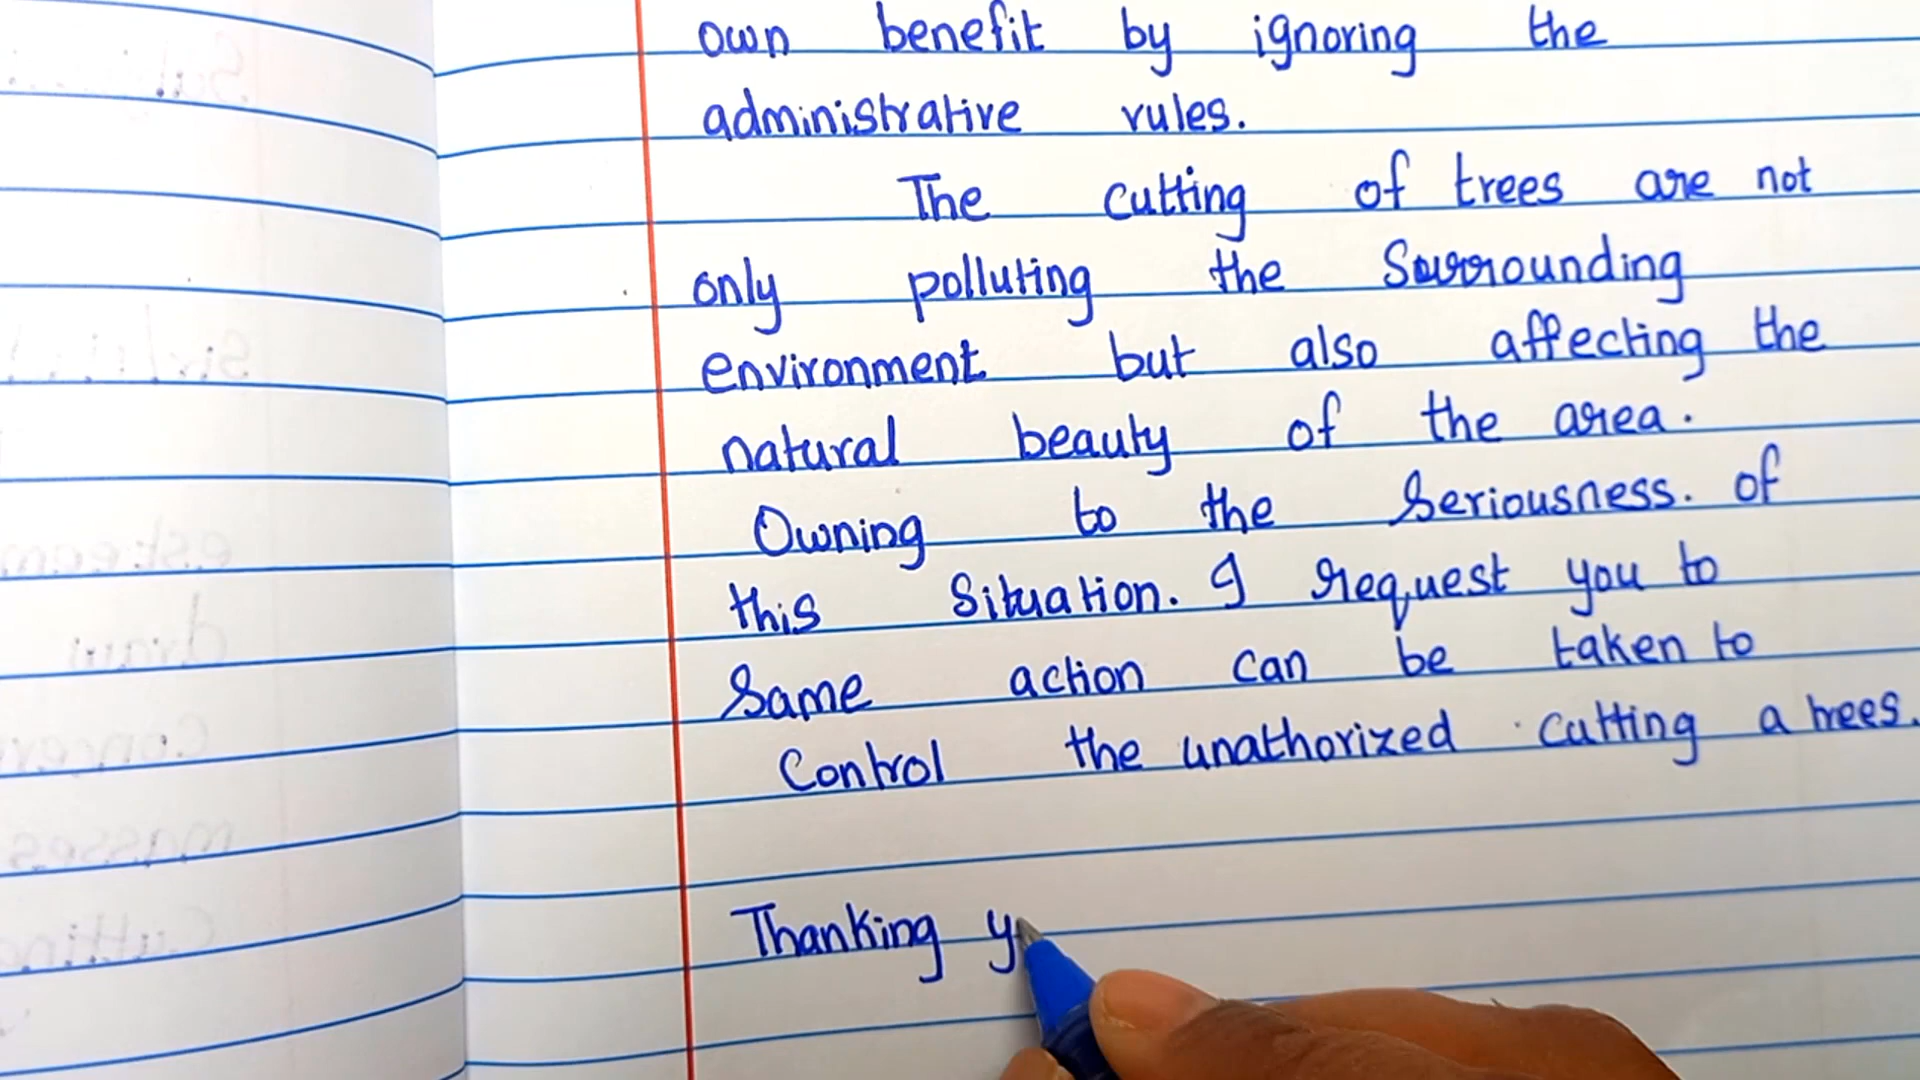 own benefit by ignoring the
administrative rules.
The cutting of trees are not
only polluting the Surrounding
environment but also affecting the
natural beauty of the area.
Owning to the Seriousness. of
this Situation. I request you to
Same action can be taken to
Control the unathorized cutting a trees.
Thanking y